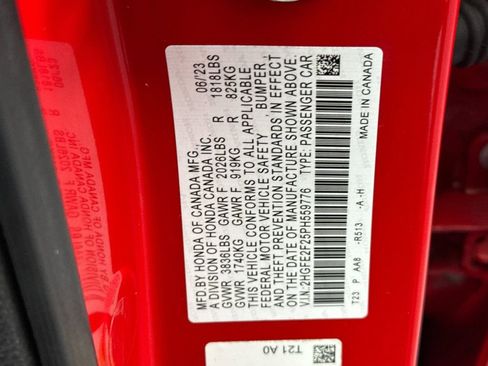 MFD. BY HONDA OF CANADA MFG. 06/23
A DIVISION OF HONDA CANADA INC.
GVWR 3836LBS GAWR F 2026LBS R 1818LBS
GVWR 1740KG GAWR F 919KG R 825KG
THIS VEHICLE CONFORMS TO ALL APPLICABLE
FEDERAL MOTOR VEHICLE SAFETY, BUMPER,
AND THEFT PREVENTION STANDARDS IN EFFECT
ON THE DATE OF MANUFACTURE SHOWN ABOVE.
V.I.N. 2HGFE2F25PH559776 TYPE: PASSENGER CAR
T23 P AA8 -R513 -A -H MADE IN CANADA
T21 A0